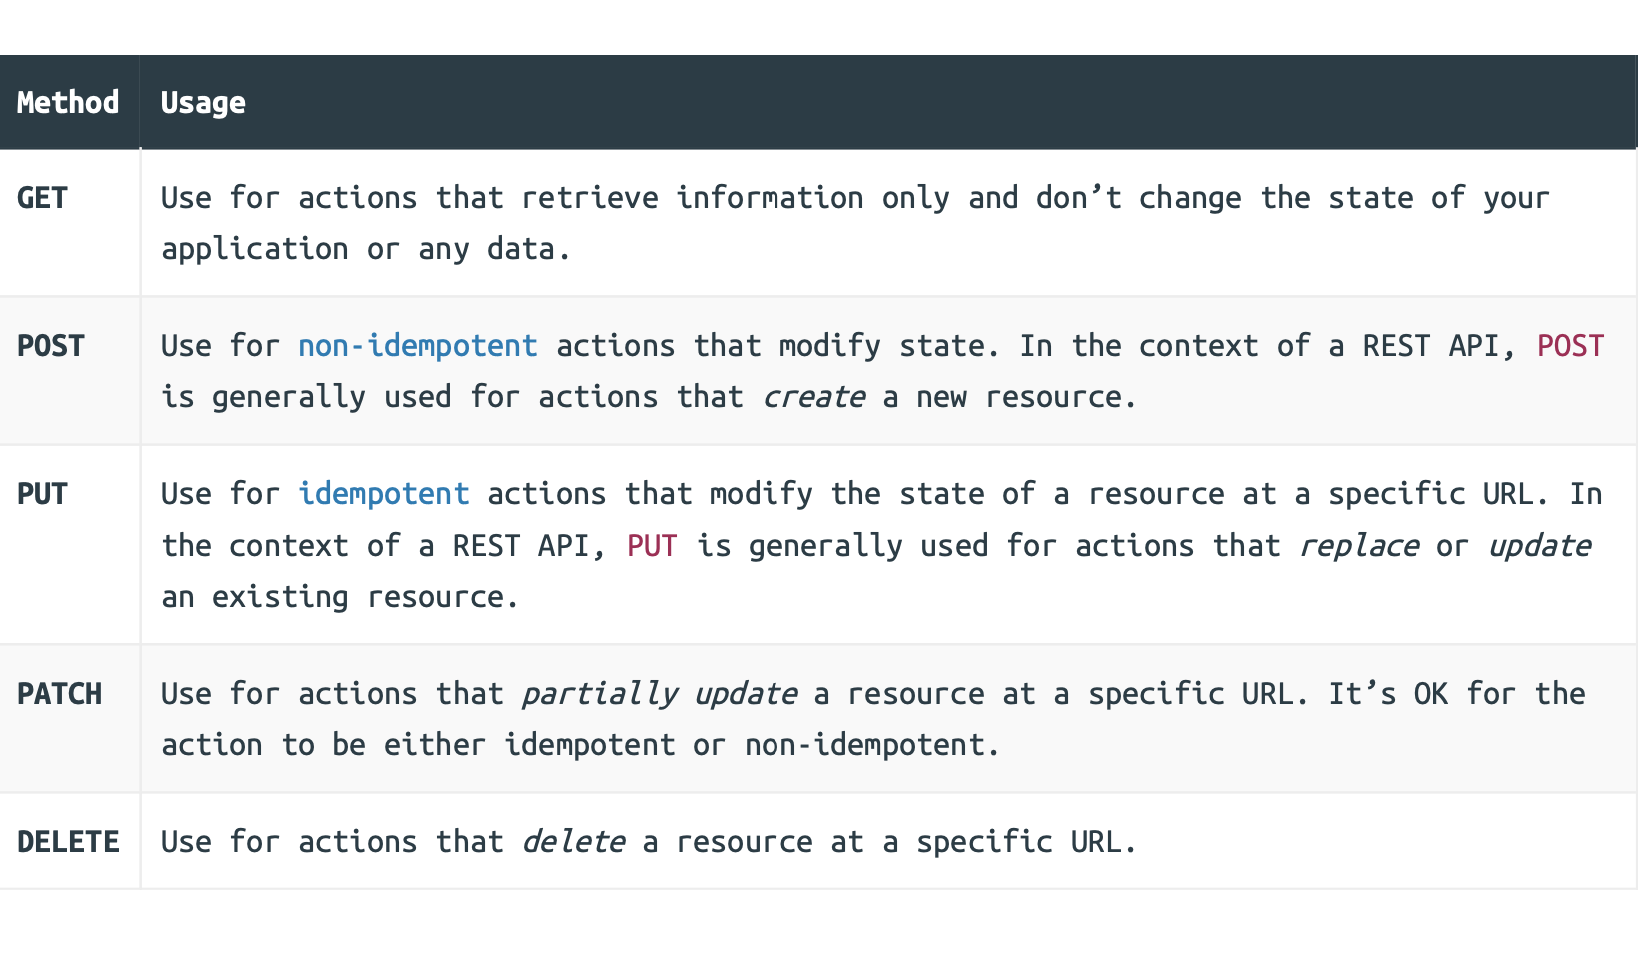 Method Usage
GET Use for actions that retrieve information only and don’t change the state of your
application or any data.
POST Use for non-idempotent actions that modify state. In the context of a REST API, POST
is generally used for actions that create a new resource.
PUT Use for idempotent actions that modify the state of a resource at a specific URL. In
the context of a REST API, PUT is generally used for actions that replace or update
an existing resource.
PATCH Use for actions that partially update a resource at a specific URL. It’s OK for the
action to be either idempotent or non-idempotent.
DELETE Use for actions that delete a resource at a specific URL.